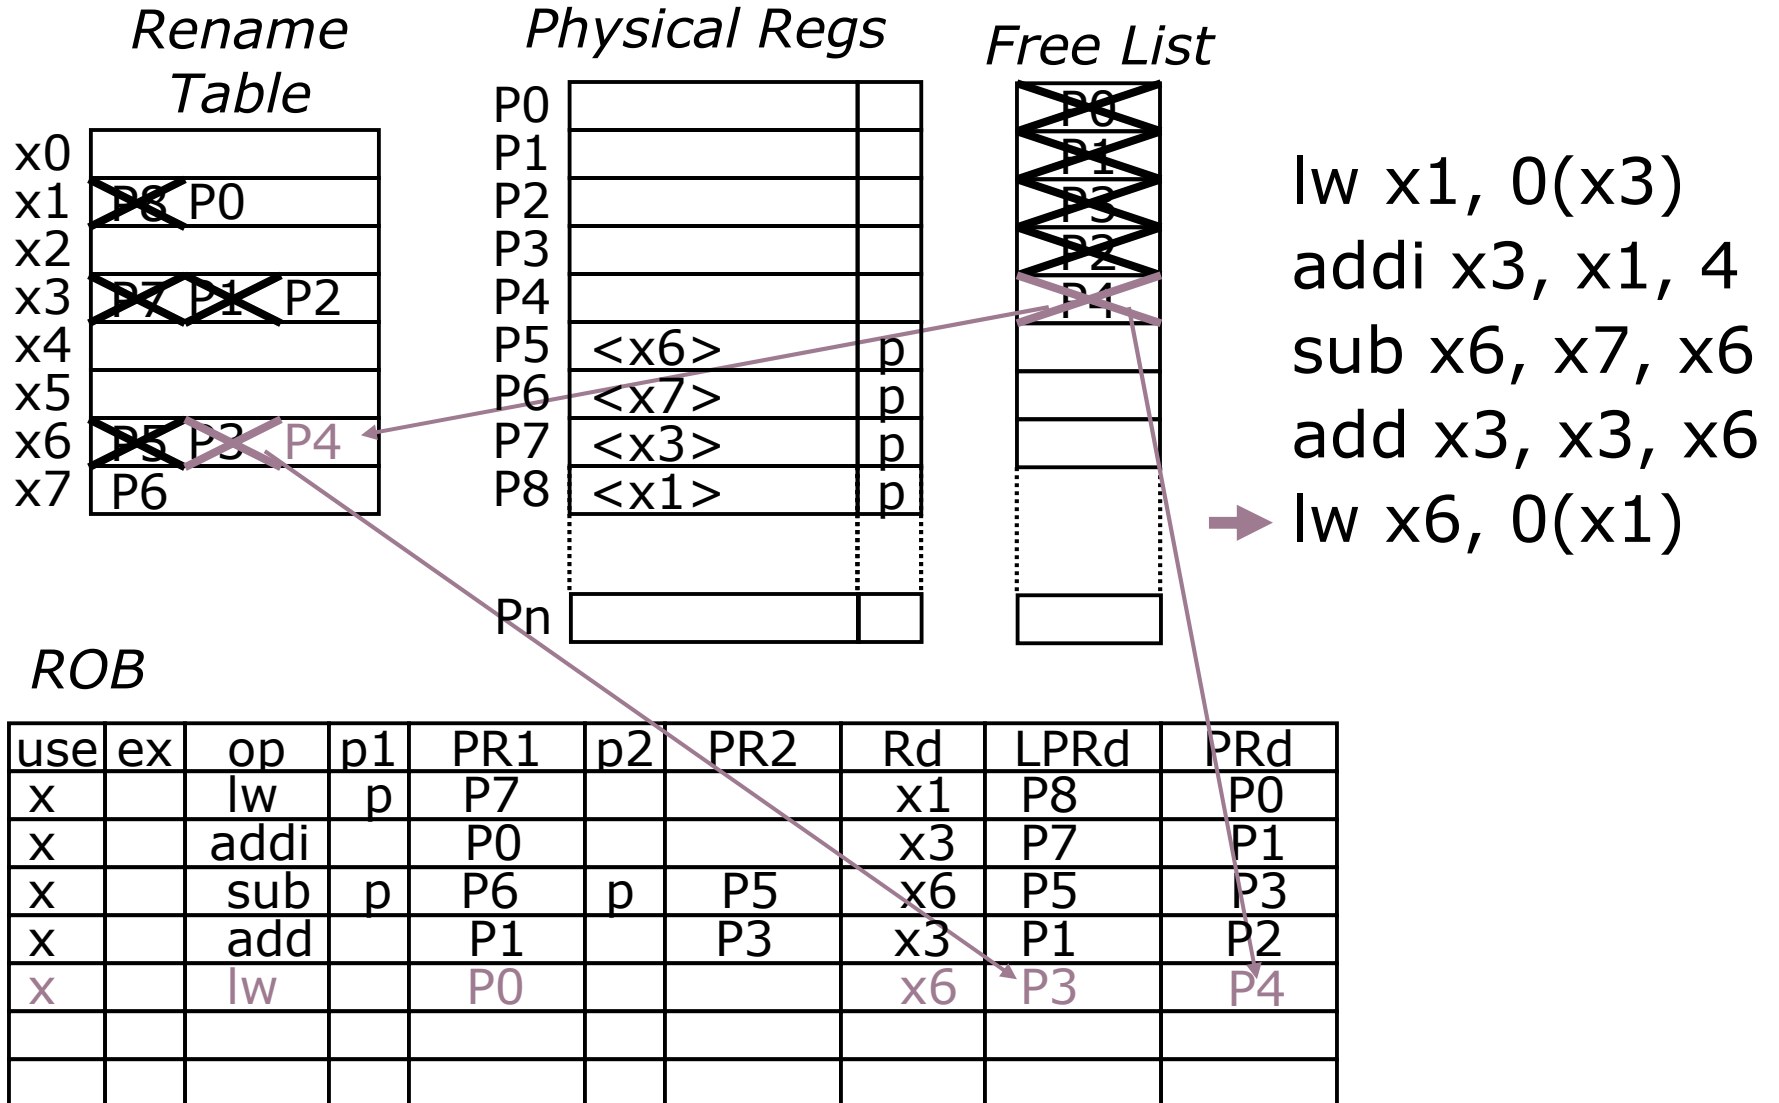 Rename Table
x0
x1 P8 P0
x2
x3 P7 P1 P2
x4
x5
x6 P5 P3 P4
x7 P6
Physical Regs
P0
P1
P2
P3
P4
P5 <x6> p
P6 <x7> p
P7 <x3> p
P8 <x1> p
Pn
Free List
P0
P1
P3
P2
P4
lw x1, 0(x3)
addi x3, x1, 4
sub x6, x7, x6
add x3, x3, x6
lw x6, 0(x1)
ROB
use ex op p1 PR1 p2 PR2 Rd LPRd PRd
x lw p P7 x1 P8 P0
x addi P0 x3 P7 P1
x sub p P6 p P5 x6 P5 P3
x add P1 P3 x3 P1 P2
x lw P0 x6 P3 P4